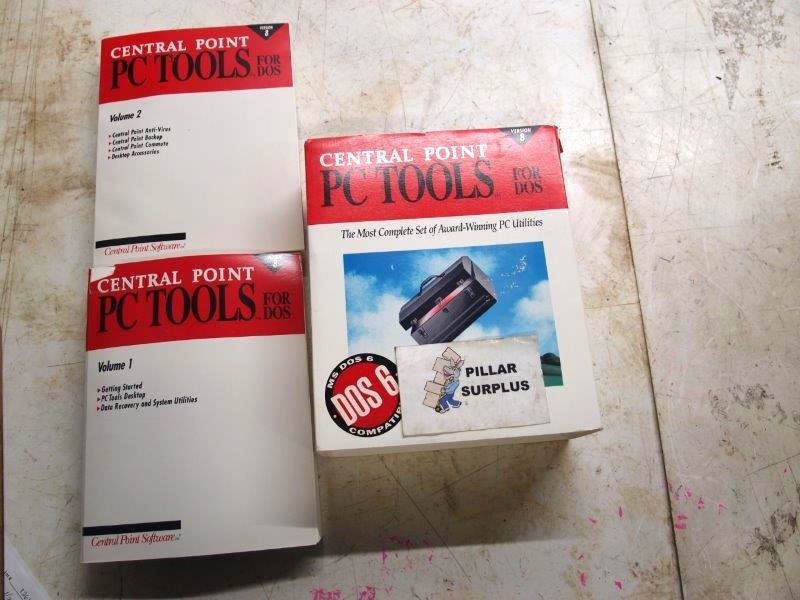 VERSION
8
CENTRAL POINT
PC TOOLS FOR DOS
Volume 2
Central Point Anti-Virus
Central Point Backup
Central Point Commute
Desktop Accessories
Central Point Software
8
CENTRAL POINT
PC TOOLS FOR DOS
Volume 1
Getting Started
PC Tools Desktop
Data Recovery and System Utilities
Central Point Software
VERSION
8
CENTRAL POINT
PC TOOLS FOR DOS
The Most Complete Set of Award-Winning PC Utilities
MS DOS 6
DOS 6
COMPATI
PILLAR
SURPLUS